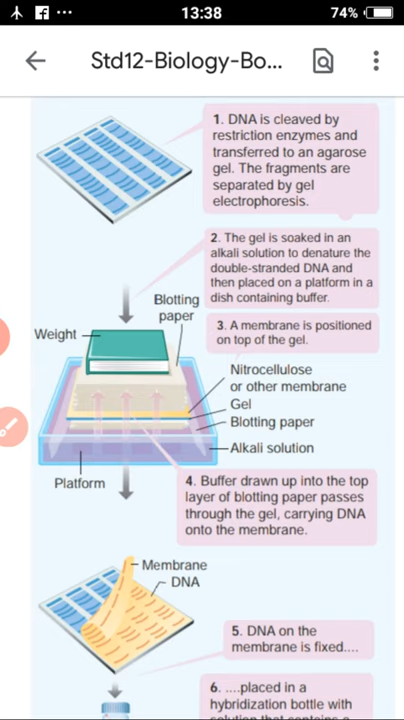 13:38
74%
Std12-Biology-Bo...
1. DNA is cleaved by
restriction enzymes and
transferred to an agarose
gel. The fragments are
separated by gel
electrophoresis.
2. The gel is soaked in an
alkali solution to denature the
double-stranded DNA and
then placed on a platform in a
dish containing buffer.
Blotting
paper
Weight
3. A membrane is positioned
on top of the gel.
Nitrocellulose
or other membrane
Gel
Blotting paper
Alkali solution
Platform
4. Buffer drawn up into the top
layer of blotting paper passes
through the gel, carrying DNA
onto the membrane.
Membrane
DNA
5. DNA on the
membrane is fixed....
6. ....placed in a
hybridization bottle with
solution that contains a